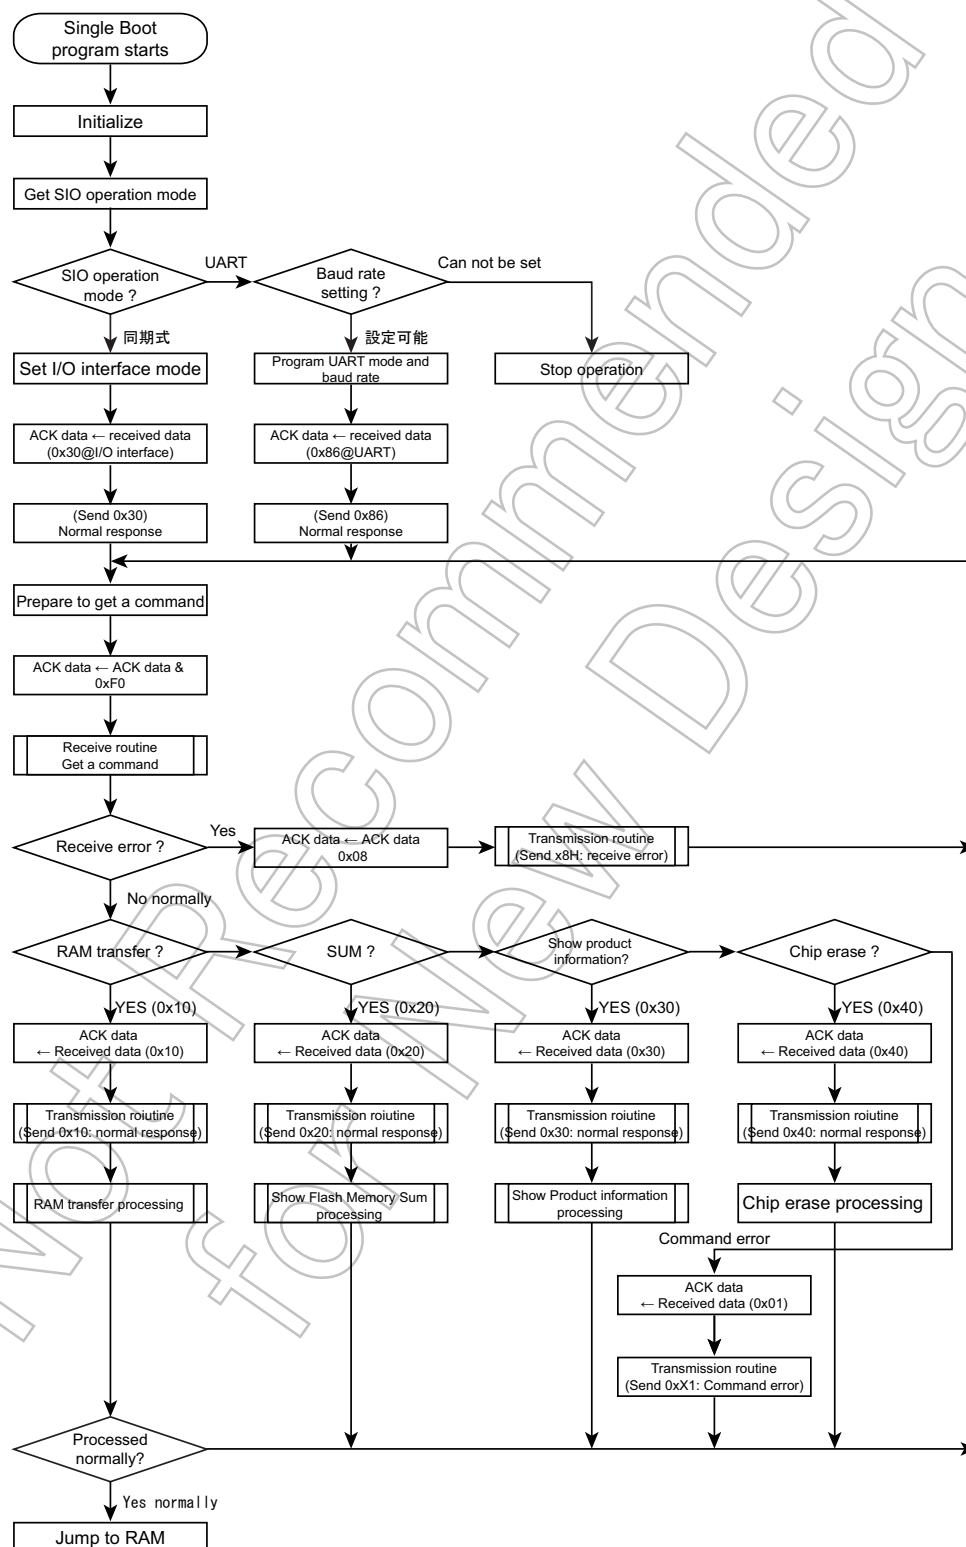 Single Boot
program starts
Initialize
Get SIO operation mode
SIO operation
mode ?
UART
Baud rate
setting ?
Can not be set
同期式
設定可能
Set I/O interface mode
Program UART mode and
baud rate
Stop operation
ACK data ← received data
(0x30@I/O interface)
ACK data ← received data
(0x86@UART)
(Send 0x30)
Normal response
(Send 0x86)
Normal response
Prepare to get a command
ACK data ← ACK data &
0xF0
Receive routine
Get a command
Receive error ?
Yes
ACK data ← ACK data
0x08
Transmission routine
(Send x8H: receive error)
No normally
RAM transfer ?
SUM ?
Show product
information?
Chip erase ?
YES (0x10)
YES (0x20)
YES (0x30)
YES (0x40)
ACK data
← Received data (0x10)
ACK data
← Received data (0x20)
ACK data
← Received data (0x30)
ACK data
← Received data (0x40)
Transmission roiutine
(Send 0x10: normal response)
Transmission roiutine
(Send 0x20: normal response)
Transmission roiutine
(Send 0x30: normal response)
Transmission roiutine
(Send 0x40: normal response)
RAM transfer processing
Show Flash Memory Sum
processing
Show Product information
processing
Chip erase processing
Command error
ACK data
← Received data (0x01)
Transmission routine
(Send 0xX1: Command error)
Processed
normally?
Yes normally
Jump to RAM
Not Recommended
for New Design